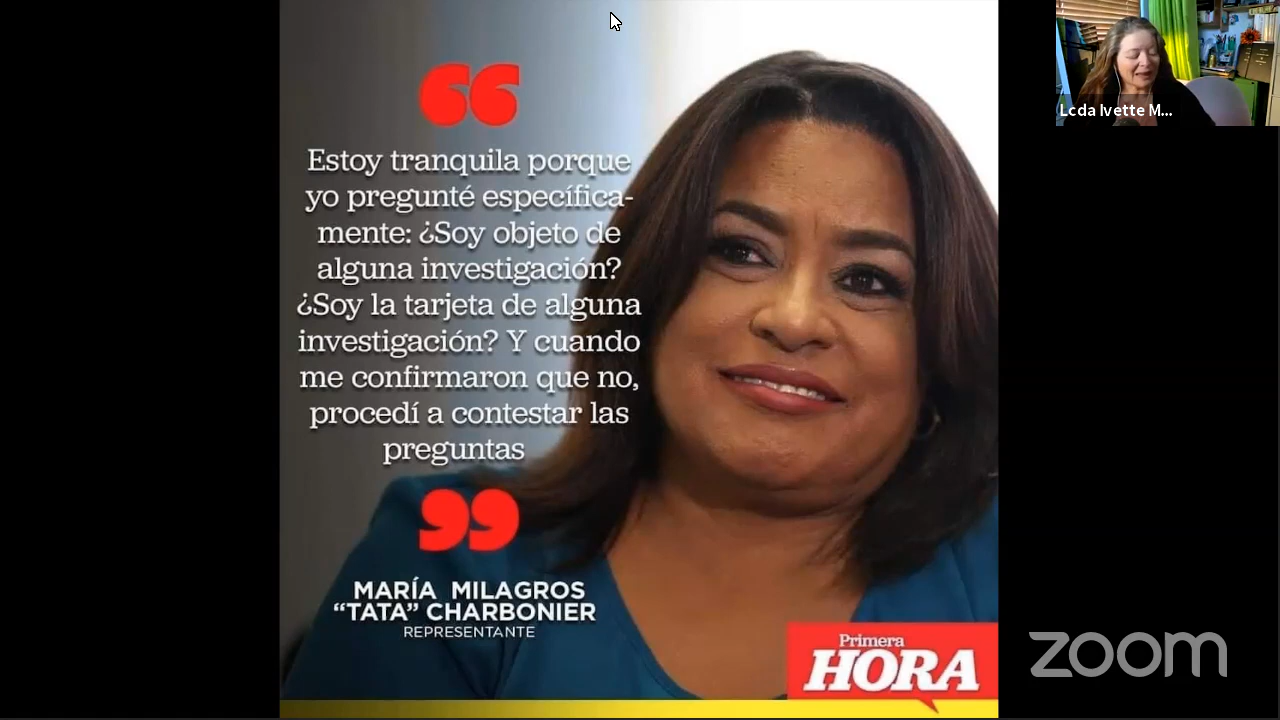 Estoy tranquila porque
yo pregunté específica-
mente: ¿Soy objeto de
alguna investigación?
¿Soy la tarjeta de alguna
investigación? Y cuando
me confirmaron que no,
procedí a contestar las
preguntas
MARÍA MILAGROS
“TATA” CHARBONIER
REPRESENTANTE
Primera
HORA
Lcda Ivette M...
zoom